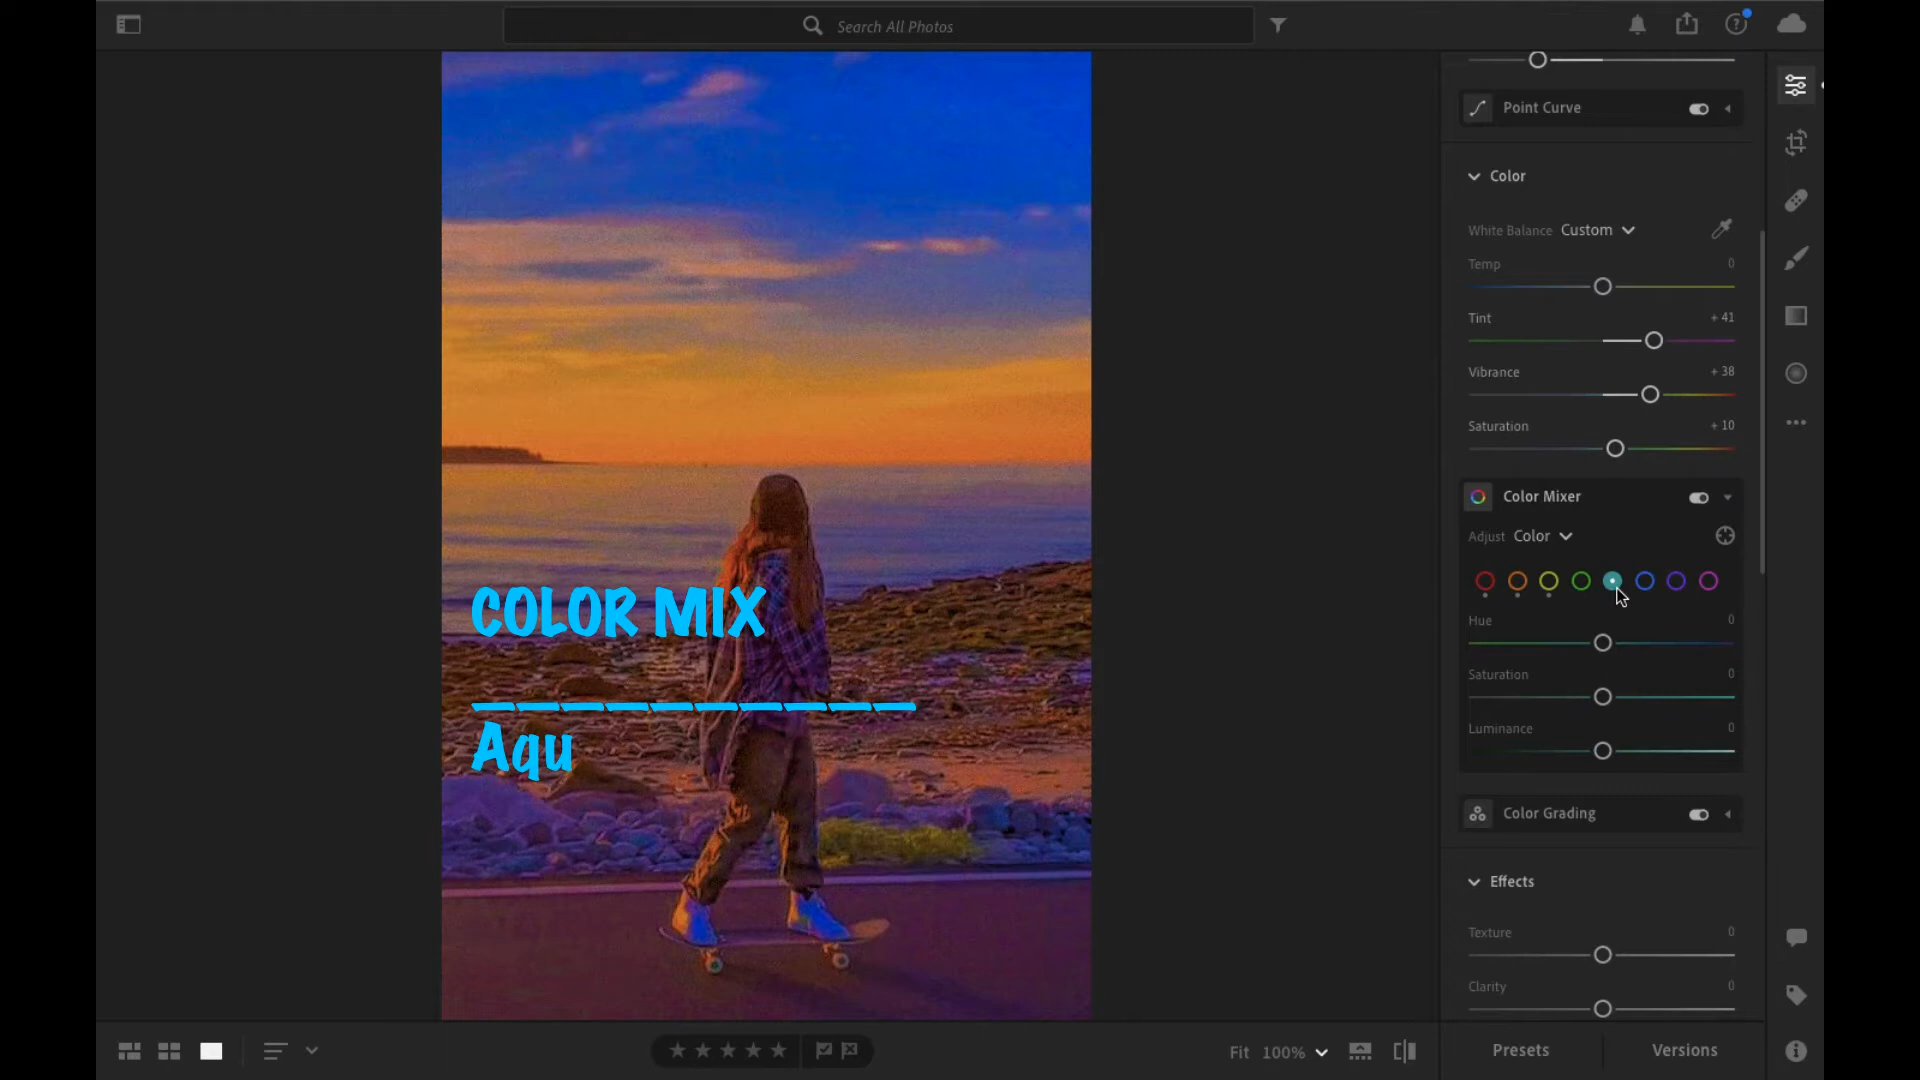 Search All Photos
Point Curve
Color
White Balance Custom
Temp 0
Tint + 41
Vibrance + 38
Saturation + 10
Color Mixer
Adjust Color
Hue 0
Saturation 0
Luminance 0
Color Grading
Effects
Texture 0
Clarity 0
COLOR MIX
__________
Aqu
Fit 100%
Presets Versions